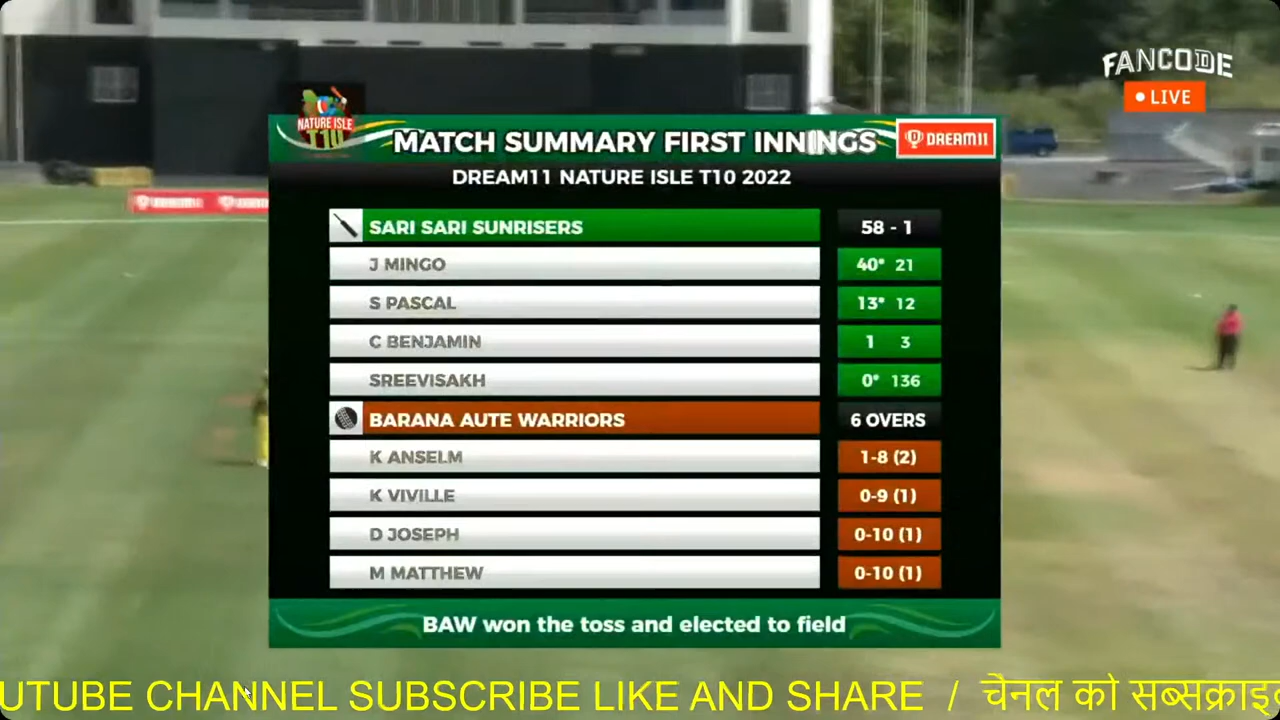 FANCODE
LIVE
NATURE ISLE
T10
MATCH SUMMARY FIRST INNINGS
DREAM11
DREAM11 NATURE ISLE T10 2022
SARI SARI SUNRISERS 58 - 1
J MINGO 40* 21
S PASCAL 13* 12
C BENJAMIN 1 3
SREEVISAKH 0* 136
BARANA AUTE WARRIORS 6 OVERS
K ANSELM 1-8 (2)
K VIVILLE 0-9 (1)
D JOSEPH 0-10 (1)
M MATTHEW 0-10 (1)
BAW won the toss and elected to field
UTUBE CHANNEL SUBSCRIBE LIKE AND SHARE / चैनल को सब्सक्राइ